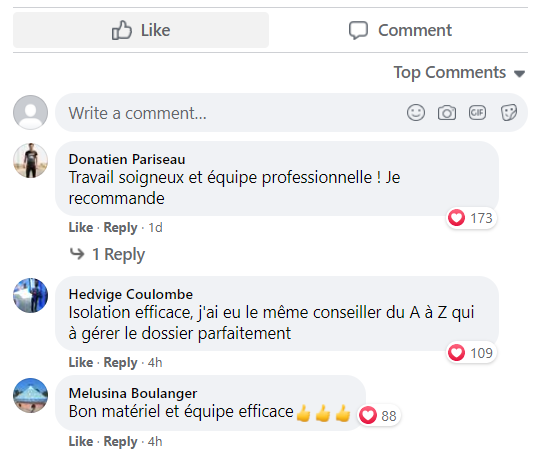 Like Comment
Top Comments
Write a comment... GIF
Donatien Pariseau
Travail soigneux et équipe professionnelle ! Je
recommande
173
Like · Reply · 1d
1 Reply
Hedvige Coulombe
Isolation efficace, j'ai eu le même conseiller du A à Z qui
à gérer le dossier parfaitement
109
Like · Reply · 4h
Melusina Boulanger
Bon matériel et équipe efficace👍👍👍 88
Like · Reply · 4h